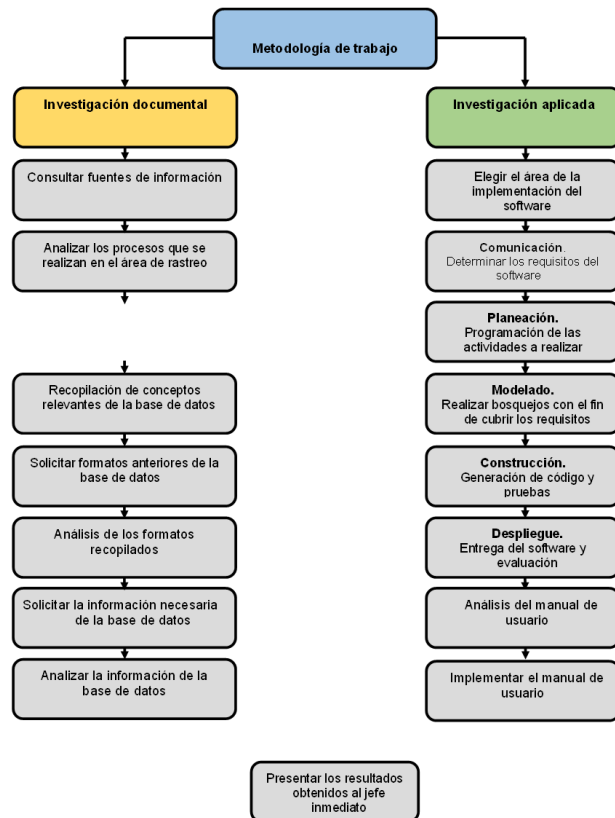 Metodología de trabajo
Investigación documental
Consultar fuentes de información
Analizar los procesos que se
realizan en el área de rastreo
Recopilación de conceptos
relevantes de la base de datos
Solicitar formatos anteriores de la
base de datos
Análisis de los formatos
recopilados
Solicitar la información necesaria
de la base de datos
Analizar la información de la
base de datos
Investigación aplicada
Elegir el área de la
implementación del
software
Comunicación.
Determinar los requisitos del
software
Planeación.
Programación de las
actividades a realizar
Modelado.
Realizar bosquejos con el fin
de cubrir los requisitos
Construcción.
Generación de código y
pruebas
Despliegue.
Entrega del software y
evaluación
Análisis del manual de
usuario
Implementar el manual de
usuario
Presentar los resultados
obtenidos al jefe
inmediato